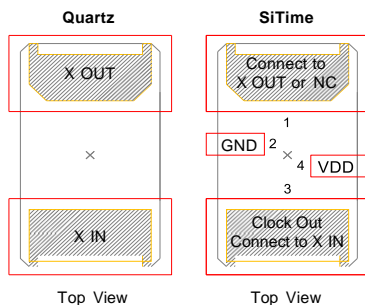 Quartz
SiTime
X OUT
Connect to
X OUT or NC
1
GND
2
4
VDD
3
X IN
Clock Out
Connect to X IN
Top View
Top View